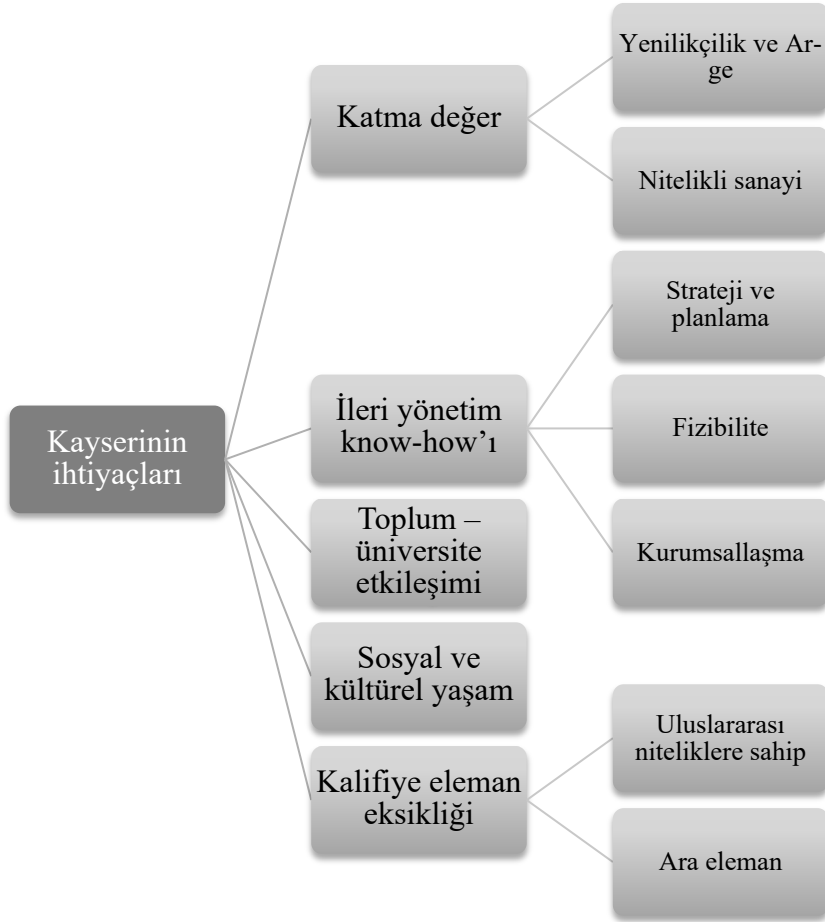 Kayserinin
ihtiyaçları
Katma değer
Yenilikçilik ve Ar-
ge
Nitelikli sanayi
İleri yönetim
know-how’ı
Strateji ve
planlama
Fizibilite
Kurumsallaşma
Toplum –
üniversite
etkileşimi
Sosyal ve
kültürel yaşam
Kalifiye eleman
eksikliği
Uluslararası
niteliklere sahip
Ara eleman